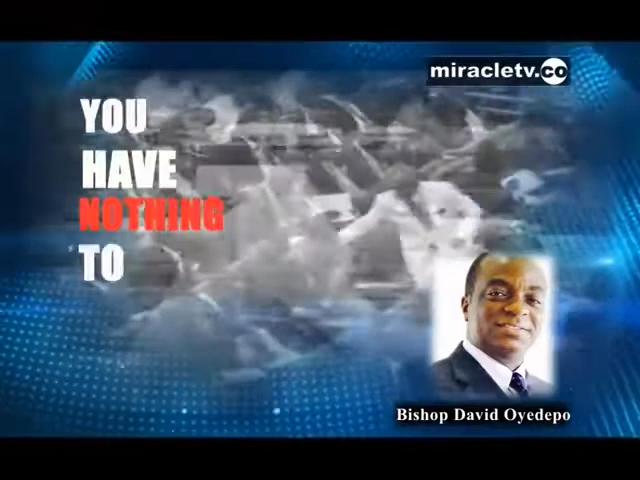 miracletv.co
YOU
HAVE
NOTHING
TO
Bishop David Oyedepo